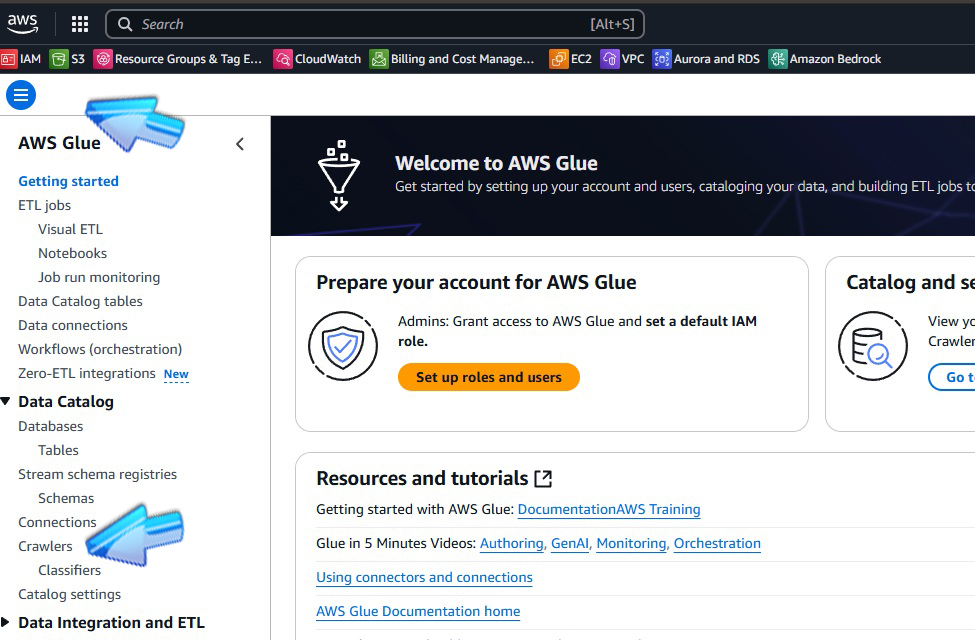 aws
Search [Alt+S]
IAM S3 Resource Groups & Tag E... CloudWatch Billing and Cost Manage... EC2 VPC Aurora and RDS Amazon Bedrock
AWS Glue
Getting started
ETL jobs
Visual ETL
Notebooks
Job run monitoring
Data Catalog tables
Data connections
Workflows (orchestration)
Zero-ETL integrations New
Data Catalog
Databases
Tables
Stream schema registries
Schemas
Connections
Crawlers
Classifiers
Catalog settings
Data Integration and ETL
Welcome to AWS Glue
Get started by setting up your account and users, cataloging your data, and building ETL jobs to
Prepare your account for AWS Glue
Admins: Grant access to AWS Glue and set a default IAM
role.
Set up roles and users
Catalog and se
View yo
Crawler
Go to
Resources and tutorials
Getting started with AWS Glue: DocumentationAWS Training
Glue in 5 Minutes Videos: Authoring, GenAI, Monitoring, Orchestration
Using connectors and connections
AWS Glue Documentation home